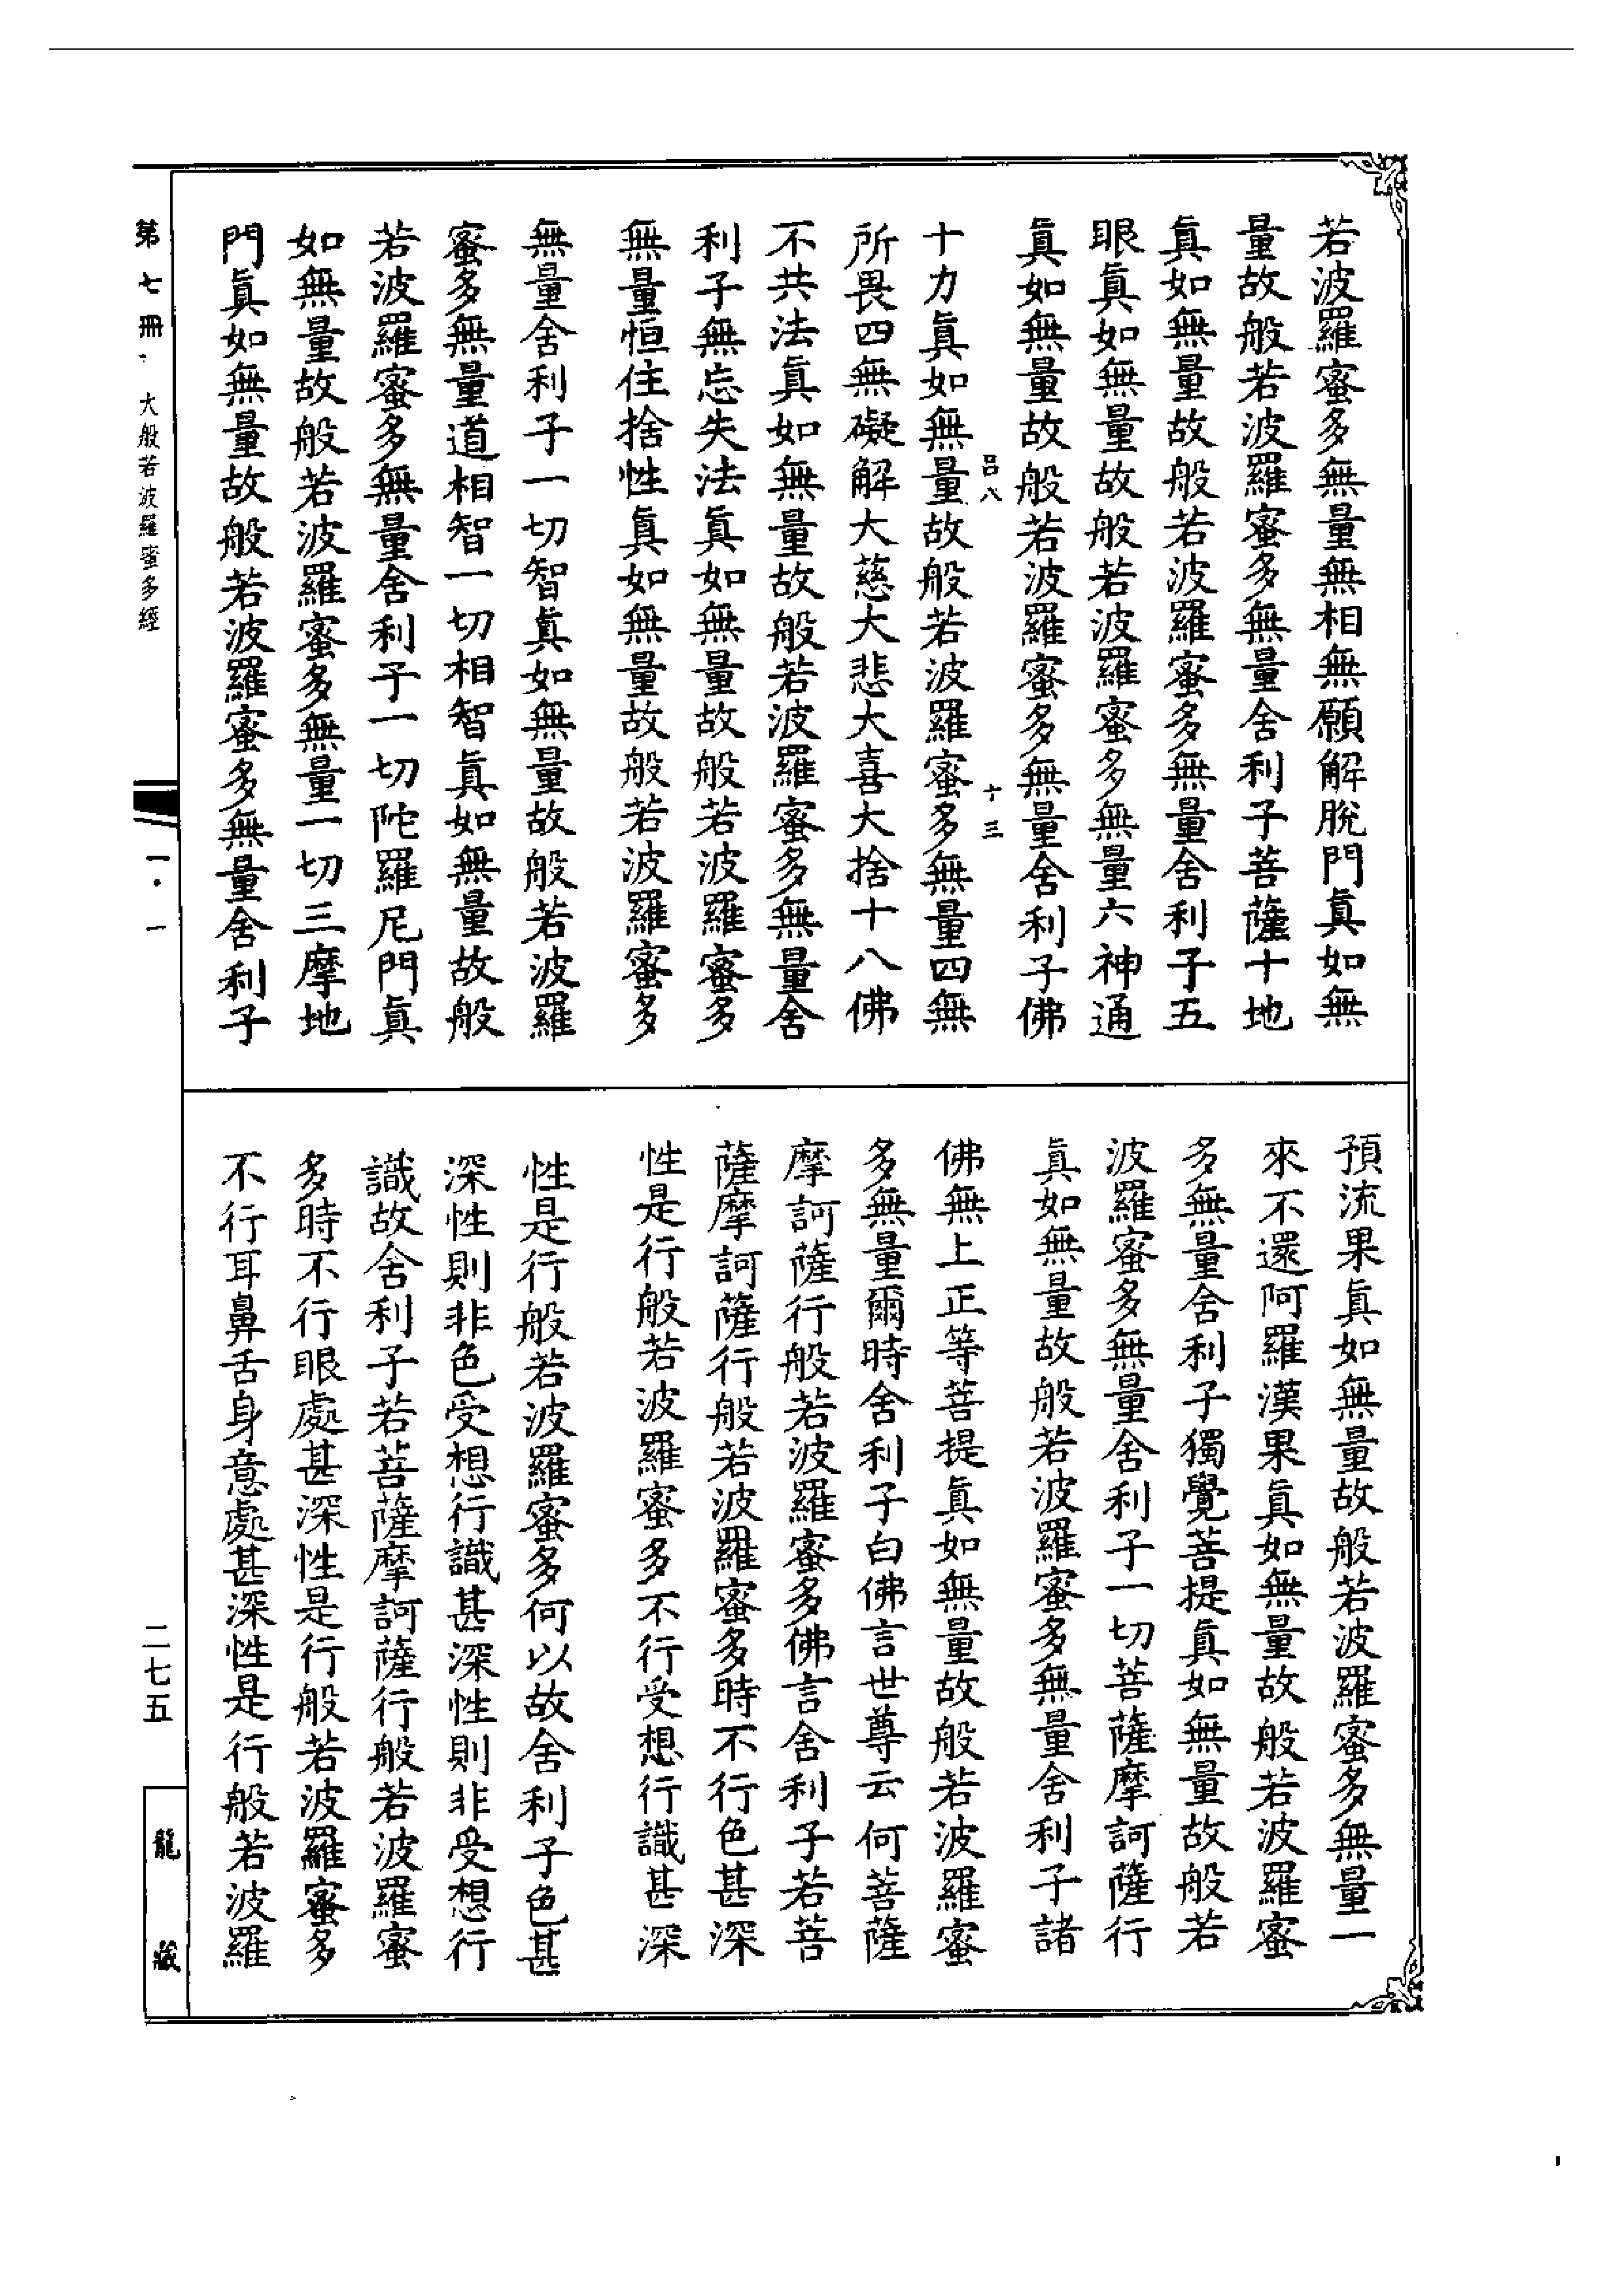 若波羅蜜多無量無相無願解脫門真如無
量故般若波羅蜜多無量舍利子菩薩十地
真如無量故般若波羅蜜多無量舍利子五
眼真如無量故般若波羅蜜多無量六神通
真如無量故般若波羅蜜多無量舍利子佛
呂八 十三
十力真如無量故般若波羅蜜多無量四無
所畏四無礙解大慈大悲大喜大捨十八佛
不共法真如無量故般若波羅蜜多無量舍
利子無忘失法真如無量故般若波羅蜜多
無量恒住捨性真如無量故般若波羅蜜多
無量舍利子一切智真如無量故般若波羅
蜜多無量道相智一切相智真如無量故般
若波羅蜜多無量舍利子一切陀羅尼門真
如無量故般若波羅蜜多無量一切三摩地
門真如無量故般若波羅蜜多無量舍利子
預流果真如無量故般若波羅蜜多無量一
來不還阿羅漢果真如無量故般若波羅蜜
多無量舍利子獨覺菩提真如無量故般若
波羅蜜多無量舍利子一切菩薩摩訶薩行
真如無量故般若波羅蜜多無量舍利子諸
佛無上正等菩提真如無量故般若波羅蜜
多無量爾時舍利子白佛言世尊云何菩薩
摩訶薩行般若波羅蜜多佛言舍利子若菩
薩摩訶薩行般若波羅蜜多時不行色甚深
性是行般若波羅蜜多不行受想行識甚深
性是行般若波羅蜜多何以故舍利子色甚
深性則非色受想行識甚深性則非受想行
識故舍利子若菩薩摩訶薩行般若波羅蜜
多時不行眼處甚深性是行般若波羅蜜多
不行耳鼻舌身意處甚深性是行般若波羅
第七冊 大般若波羅蜜多經
一·一
二七五
龍藏